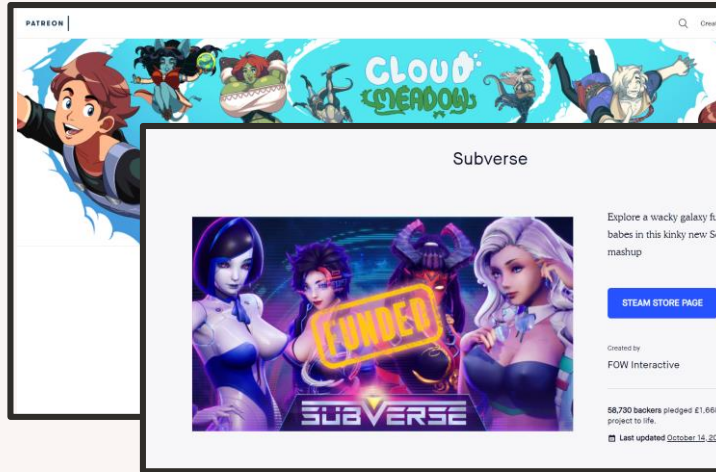 PATREON
Creat
CLOUD
MEADOW
Subverse
Explore a wacky galaxy fu
babes in this kinky new S
mashup
FUNDED
SUBVERSE
STEAM STORE PAGE
Created by
FOW Interactive
58,730 backers pledged £1,668
project to life.
Last updated October 14, 20